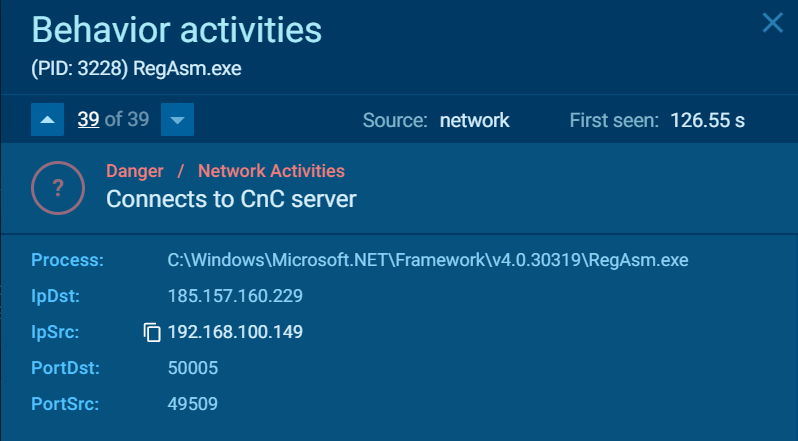 Behavior activities
(PID: 3228) RegAsm.exe
39 of 39 Source: network First seen: 126.55 s
?
Danger / Network Activities
Connects to CnC server
Process: C:\Windows\Microsoft.NET\Framework\v4.0.30319\RegAsm.exe
IpDst: 185.157.160.229
IpSrc: 192.168.100.149
PortDst: 50005
PortSrc: 49509